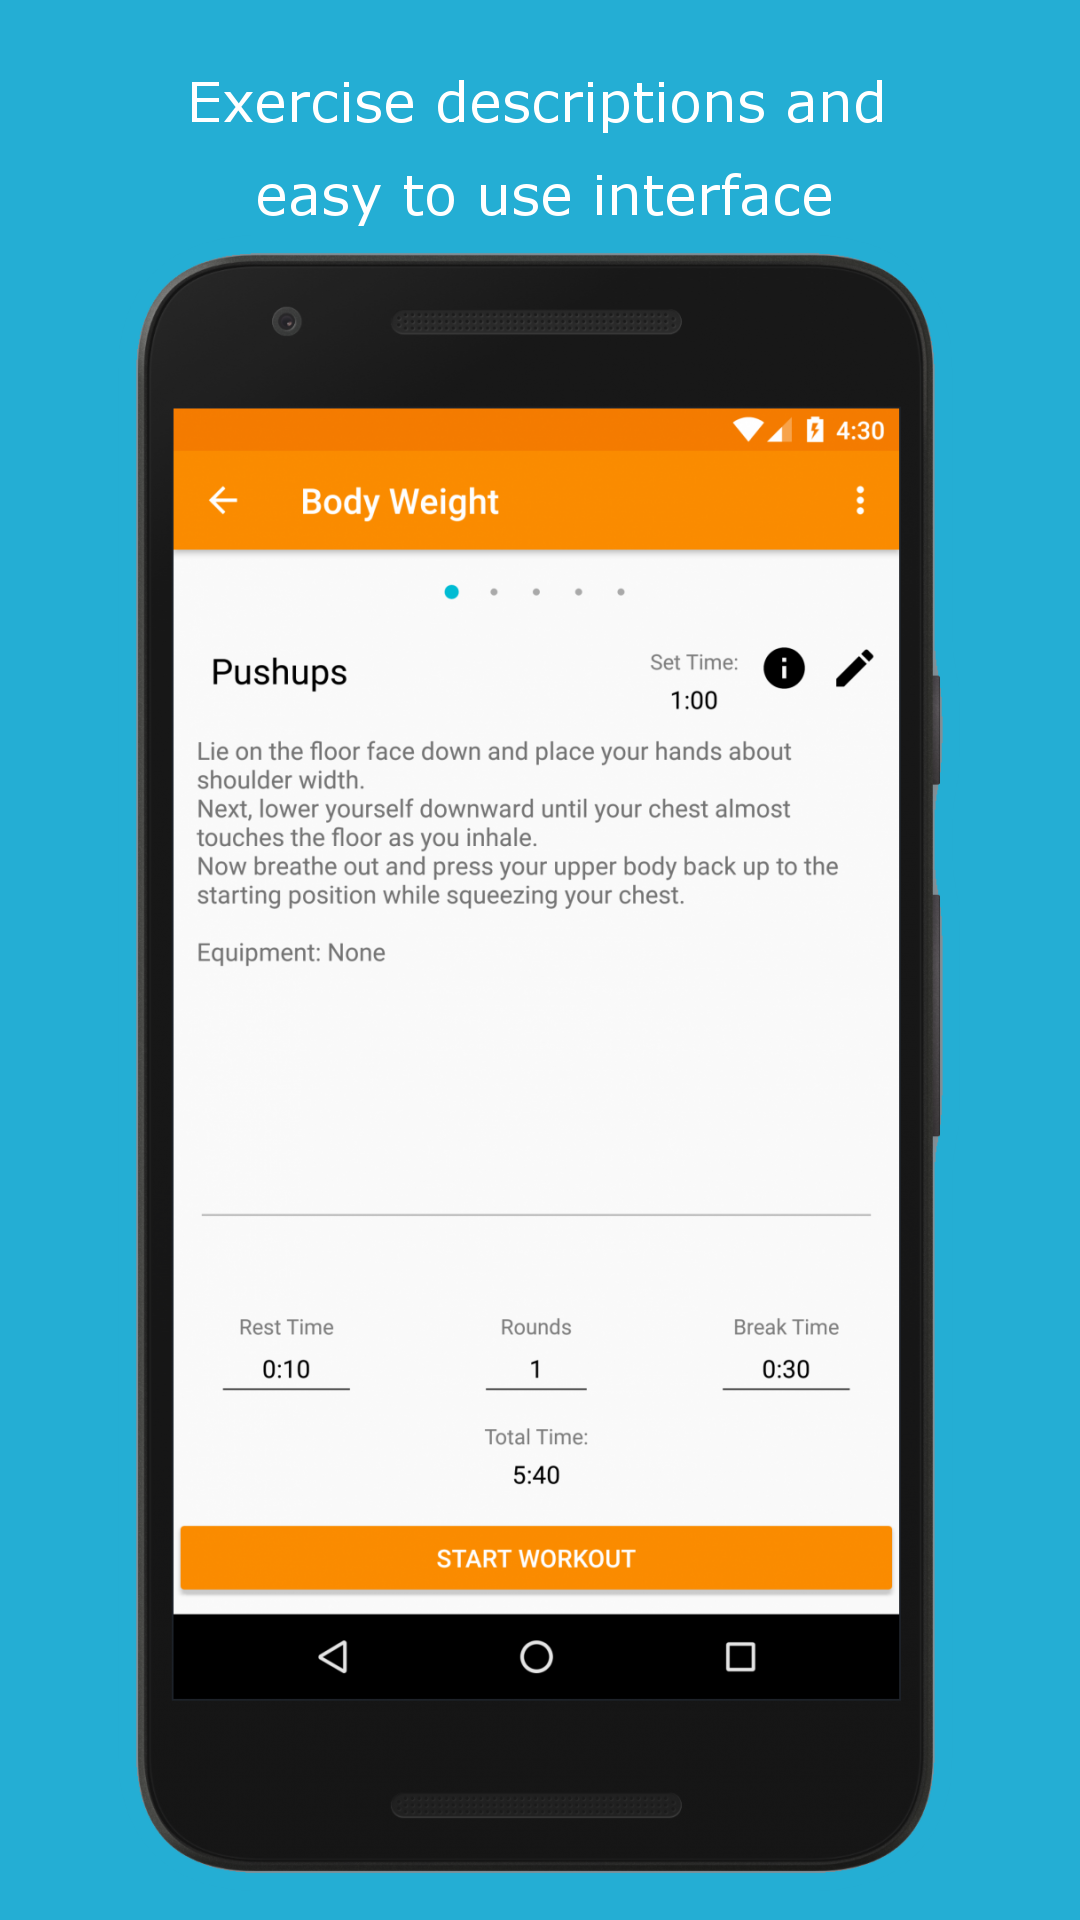 Exercise descriptions and
easy to use interface
4:30
Body Weight
Pushups
Set Time:
1:00
Lie on the floor face down and place your hands about
shoulder width.
Next, lower yourself downward until your chest almost
touches the floor as you inhale.
Now breathe out and press your upper body back up to the
starting position while squeezing your chest.
Equipment: None
Rest Time
Rounds
Break Time
0:10
1
0:30
Total Time:
5:40
START WORKOUT